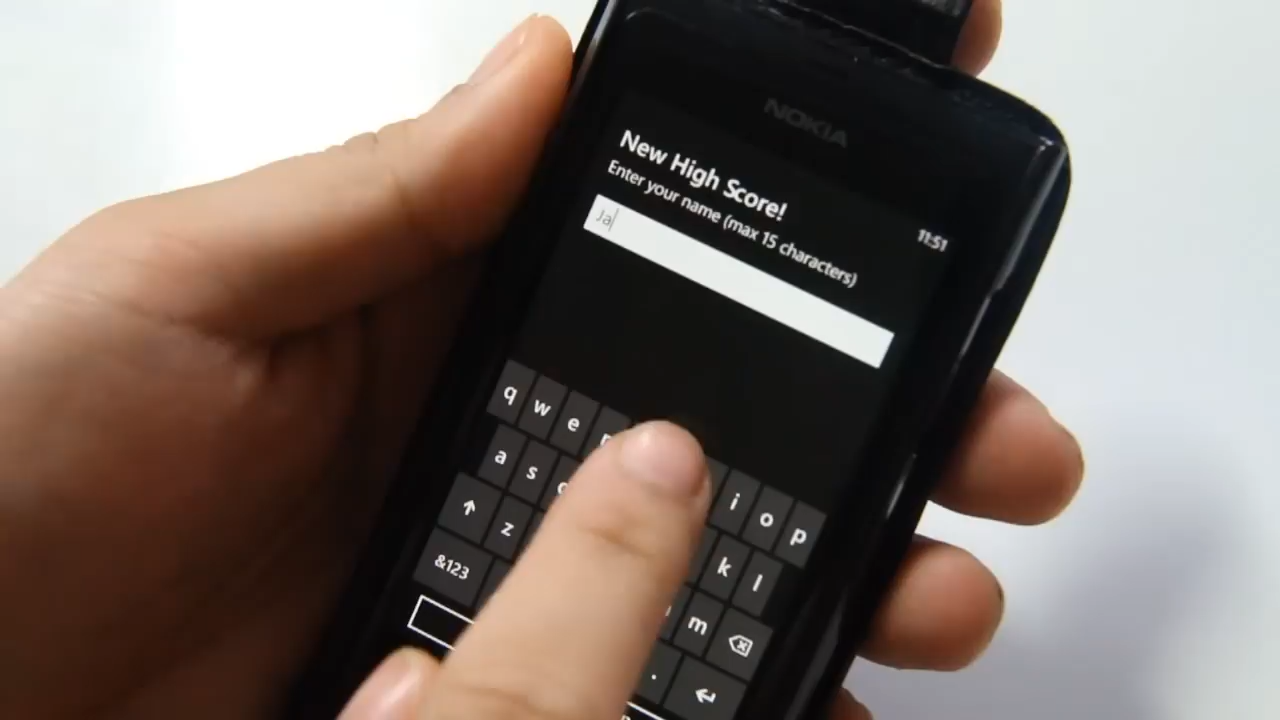 NOKIA
New High Score!
Enter your name (max 15 characters)
11:51
Ja
q w e r i o p
a s k l
z m
&123 .